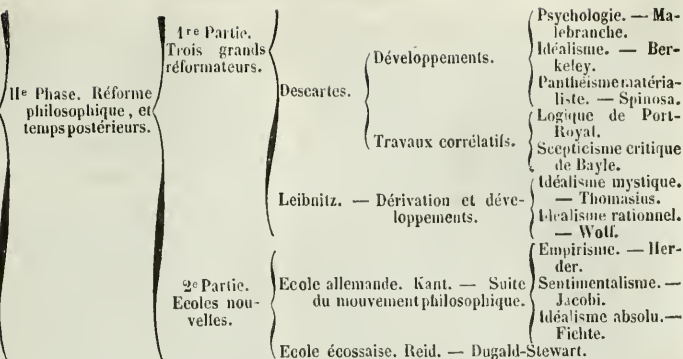 IIe Phase. Réforme
philosophique, et
temps postérieurs.
1re Partie.
Trois grands
réformateurs.
Descartes.
Développements.
Psychologie. — Ma-
lebranche.
Idéalisme. — Ber-
keley.
Panthéisme matéria-
liste. — Spinosa.
Travaux corrélatifs.
Logique de Port-
Royal.
Scepticisme critique
de Bayle.
Leibnitz. — Dérivation et déve-
loppements.
Idéalisme mystique.
— Thomasius.
Idéalisme rationnel.
— Wolf.
2e Partie.
Ecoles nou-
velles.
Ecole allemande. Kant. — Suite
du mouvement philosophique.
Empirisme. — Her-
der.
Sentimentalisme. —
Jacobi.
Idéalisme absolu. —
Fichte.
Ecole écossaise. Reid. — Dugald-Stewart.